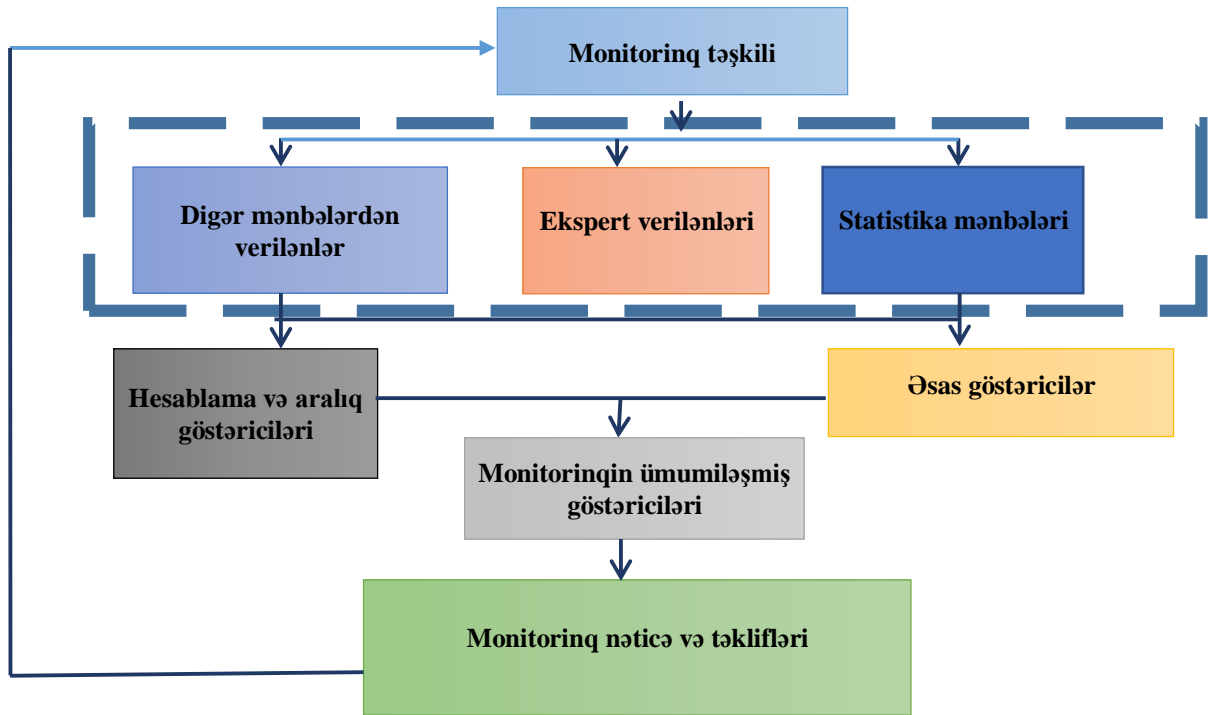 Monitorinq təşkili
Digər mənbələrdən
verilənlər
Ekspert verilənləri
Statistika mənbələri
Hesablama və aralıq
göstəriciləri
Əsas göstəricilər
Monitorinqin ümumiləşmiş
göstəriciləri
Monitorinq nəticə və təklifləri